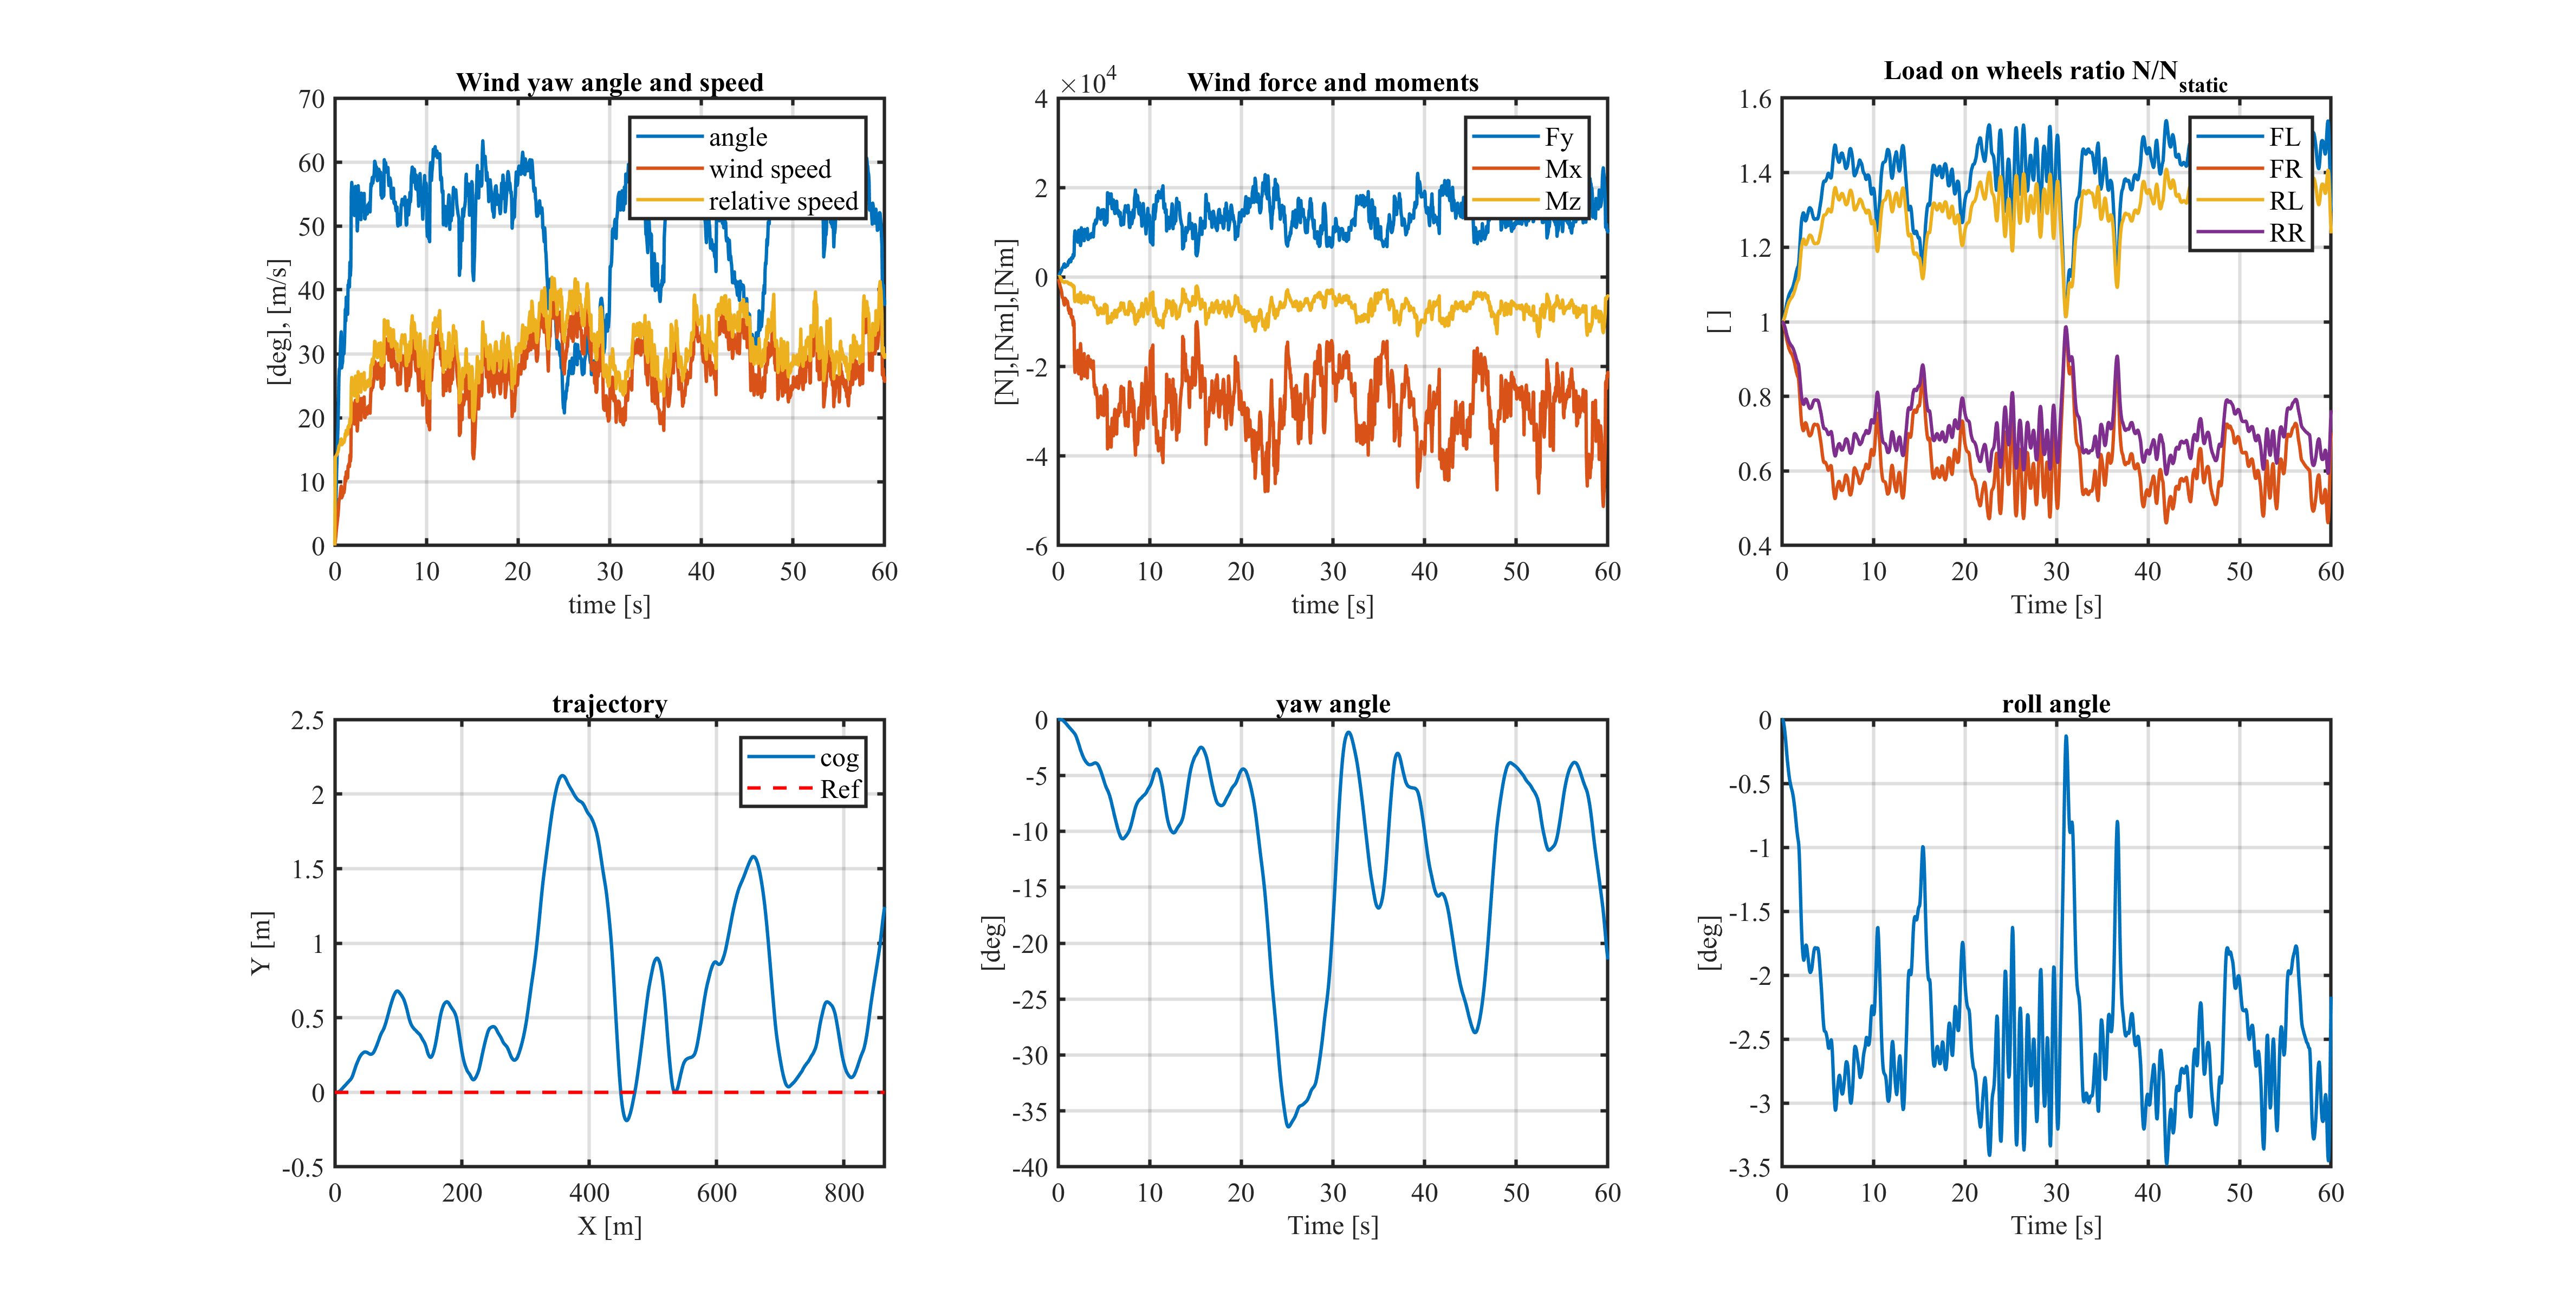 Wind yaw angle and speed
70
60
50
40
30
20
10
0
[deg], [m/s]
angle
wind speed
relative speed
0 10 20 30 40 50 60
time [s]
Wind force and moments
×10^4
4
2
0
-2
-4
-6
[N],[Nm],[Nm]
Fy
Mx
Mz
0 10 20 30 40 50 60
time [s]
Load on wheels ratio N/N_static
1.6
1.4
1.2
1
0.8
0.6
0.4
[ ]
FL
FR
RL
RR
0 10 20 30 40 50 60
Time [s]
trajectory
2.5
2
1.5
1
0.5
0
-0.5
Y [m]
cog
Ref
0 200 400 600 800
X [m]
yaw angle
0
-5
-10
-15
-20
-25
-30
-35
-40
[deg]
0 10 20 30 40 50 60
Time [s]
roll angle
0
-0.5
-1
-1.5
-2
-2.5
-3
-3.5
[deg]
0 10 20 30 40 50 60
Time [s]